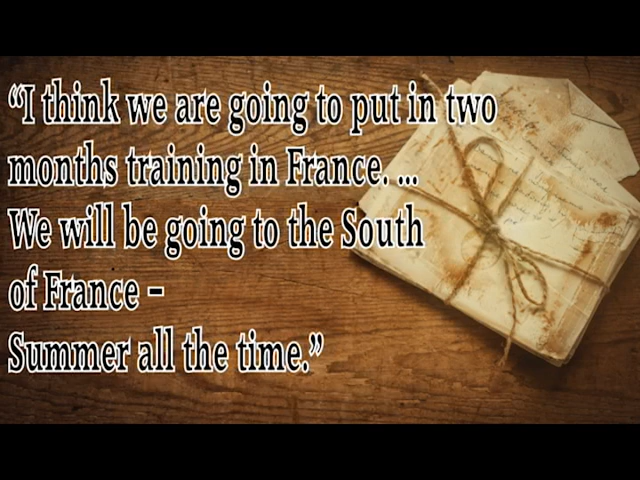 “I think we are going to put in two
months training in France. ...
We will be going to the South
of France –
Summer all the time.”